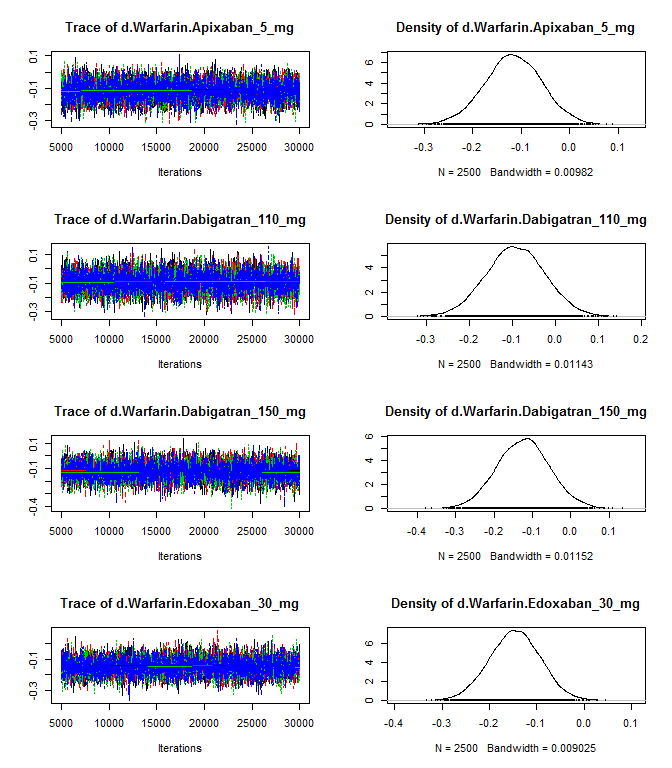 Trace of d.Warfarin.Apixaban_5_mg
0.1
-0.1
-0.3
5000 10000 15000 20000 25000 30000
Iterations
Density of d.Warfarin.Apixaban_5_mg
6
4
2
0
-0.3 -0.2 -0.1 0.0 0.1
N = 2500 Bandwidth = 0.00982
Trace of d.Warfarin.Dabigatran_110_mg
0.1
-0.1
-0.3
5000 10000 15000 20000 25000 30000
Iterations
Density of d.Warfarin.Dabigatran_110_mg
4
2
0
-0.3 -0.2 -0.1 0.0 0.1 0.2
N = 2500 Bandwidth = 0.01143
Trace of d.Warfarin.Dabigatran_150_mg
0.1
-0.1
-0.4
5000 10000 15000 20000 25000 30000
Iterations
Density of d.Warfarin.Dabigatran_150_mg
6
4
2
0
-0.4 -0.3 -0.2 -0.1 0.0 0.1
N = 2500 Bandwidth = 0.01152
Trace of d.Warfarin.Edoxaban_30_mg
-0.1
-0.3
5000 10000 15000 20000 25000 30000
Iterations
Density of d.Warfarin.Edoxaban_30_mg
6
4
2
0
-0.4 -0.3 -0.2 -0.1 0.0 0.1
N = 2500 Bandwidth = 0.009025